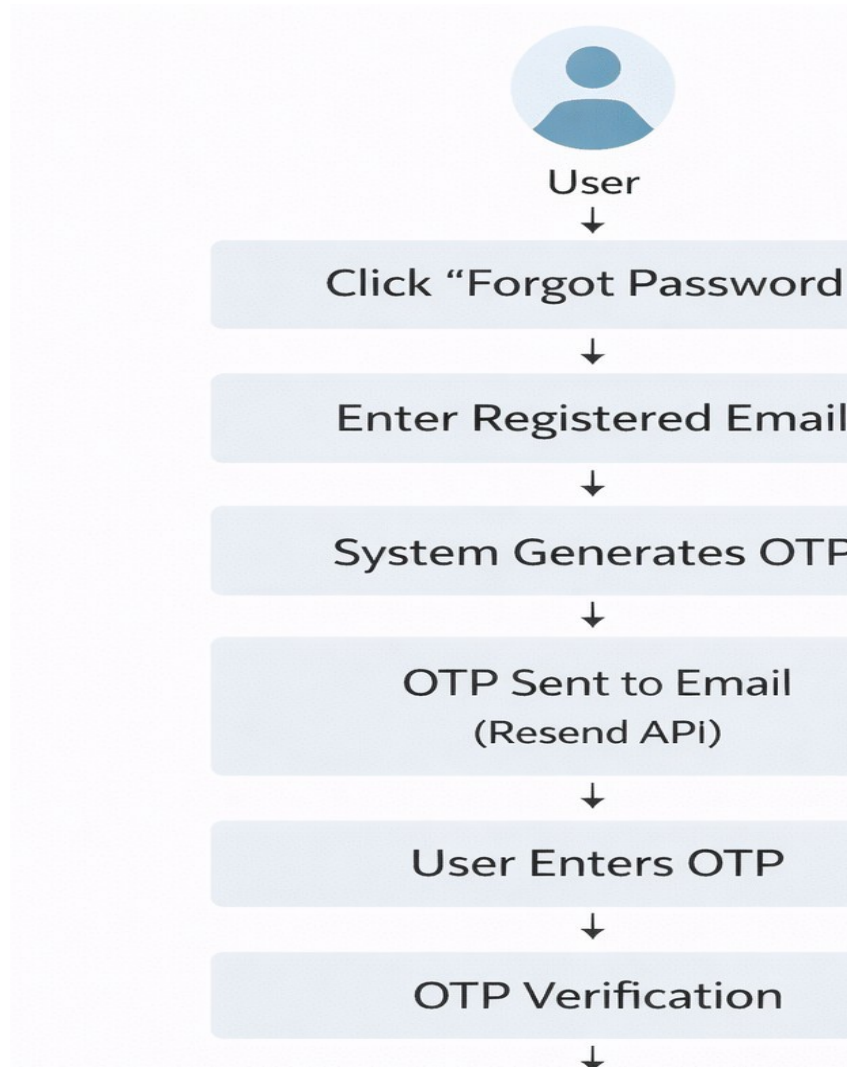 User
Click “Forgot Password
Enter Registered Email
System Generates OTP
OTP Sent to Email
(Resend APi)
User Enters OTP
OTP Verification